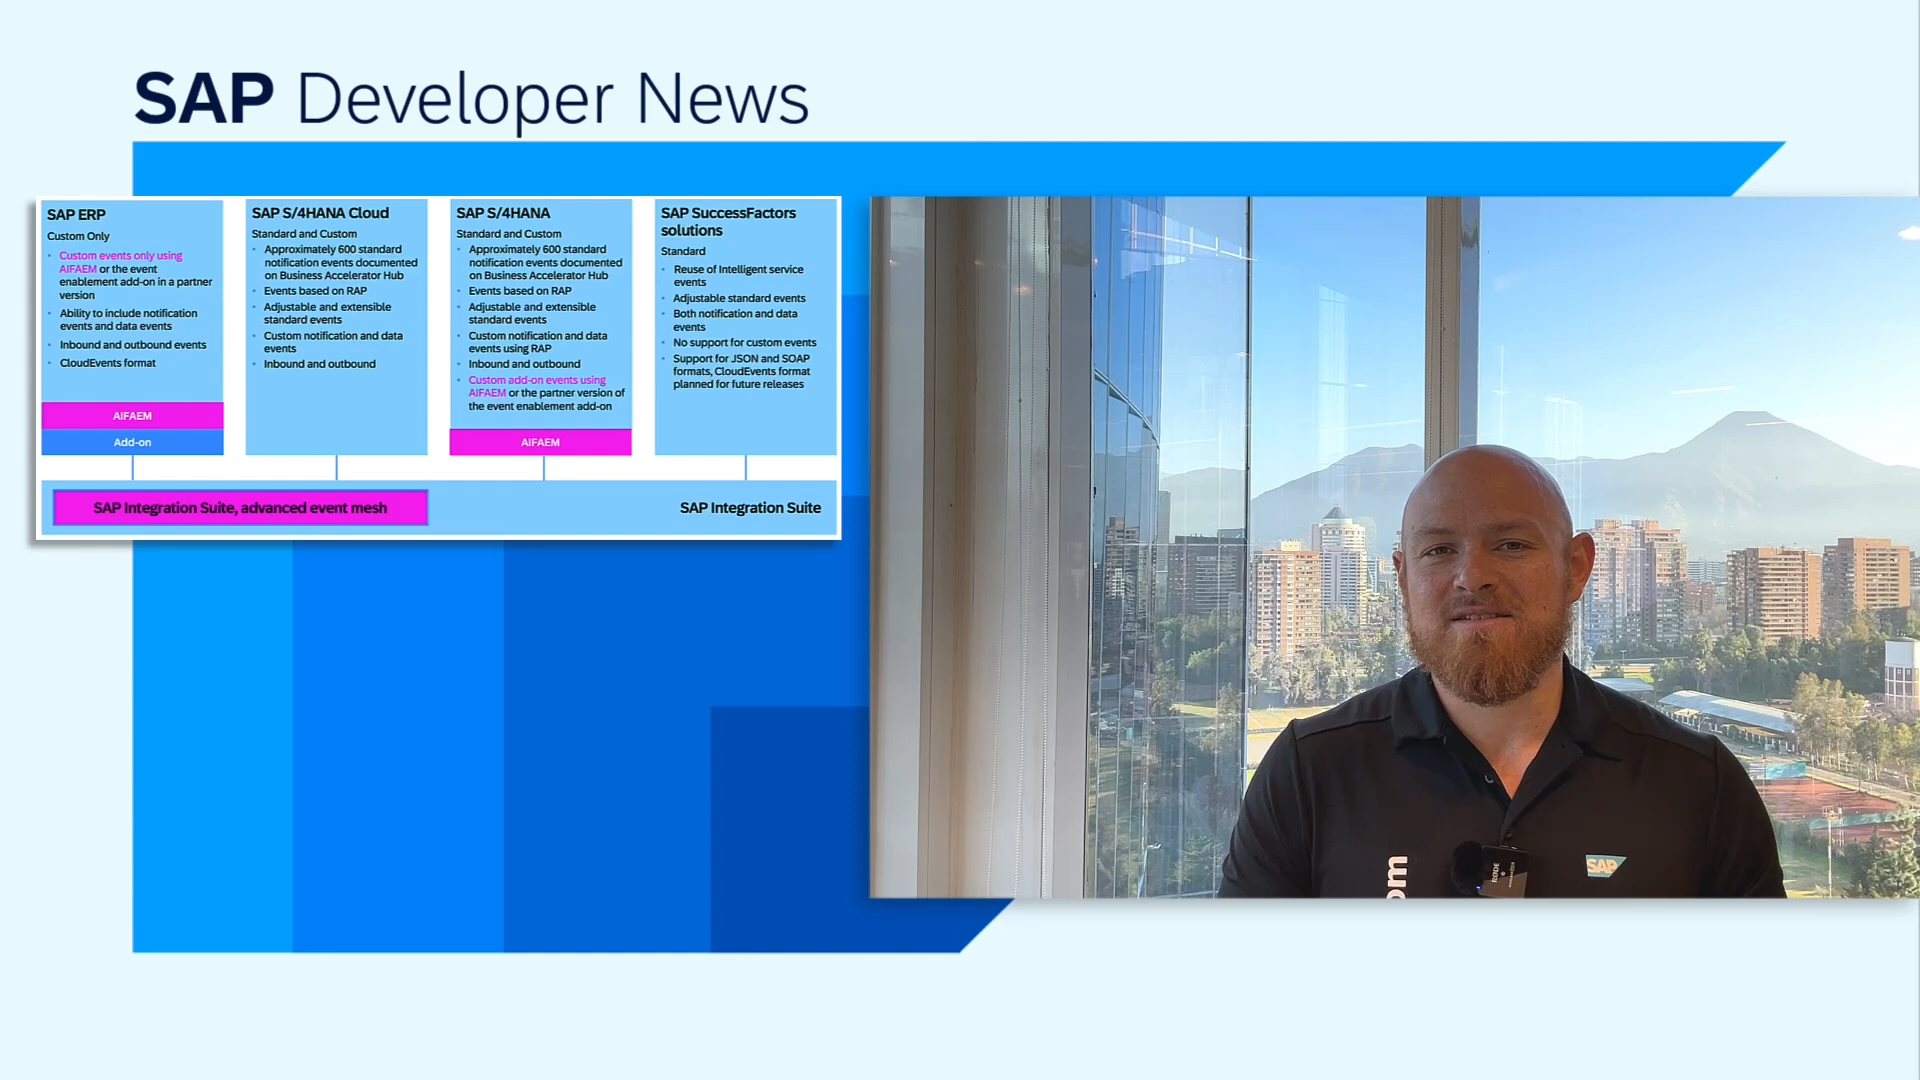 SAP Developer News
SAP ERP
Custom Only
Custom events only using
AIFAEM or the event
enablement add-on in a partner
version
Ability to include notification
events and data events
Inbound and outbound events
CloudEvents format
AIFAEM
Add-on
SAP S/4HANA Cloud
Standard and Custom
Approximately 600 standard
notification events documented
on Business Accelerator Hub
Events based on RAP
Adjustable and extensible
standard events
Custom notification and data
events
Inbound and outbound
SAP S/4HANA
Standard and Custom
Approximately 600 standard
notification events documented
on Business Accelerator Hub
Events based on RAP
Adjustable and extensible
standard events
Custom notification and data
events using RAP
Inbound and outbound
Custom add-on events using
AIFAEM or the partner version of
the event enablement add-on
AIFAEM
SAP SuccessFactors
solutions
Standard
Reuse of Intelligent service
events
Adjustable standard events
Both notification and data
events
No support for custom events
Support for JSON and SOAP
formats, CloudEvents format
planned for future releases
SAP Integration Suite, advanced event mesh
SAP Integration Suite
om
RODE
SAP